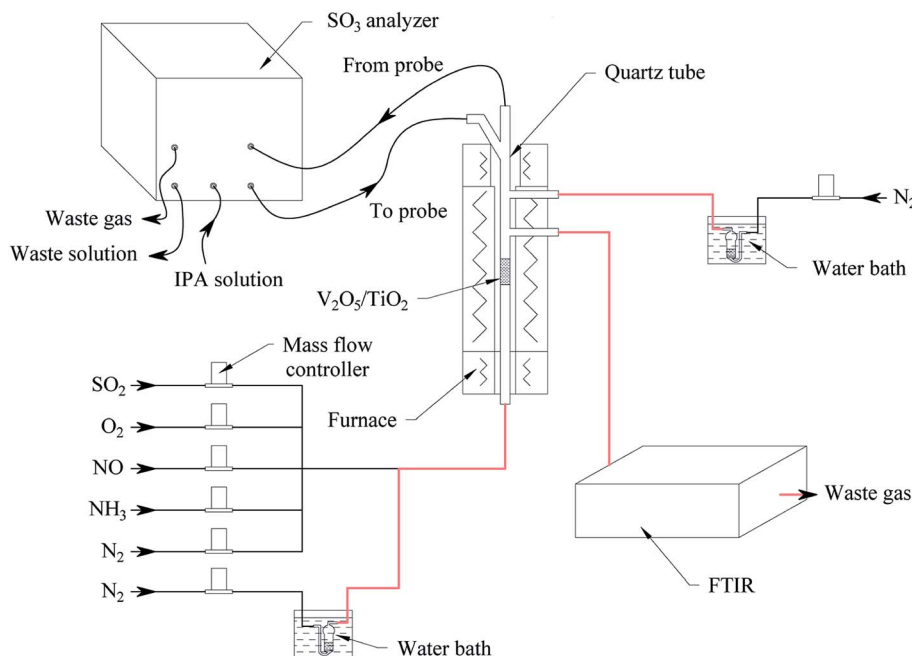 SO₃ analyzer
From probe
Quartz tube
To probe
Waste gas
Waste solution
IPA solution
N₂
Water bath
V₂O₅/TiO₂
Mass flow
controller
SO₂
Furnace
O₂
NO
Waste gas
NH₃
N₂
N₂
FTIR
Water bath